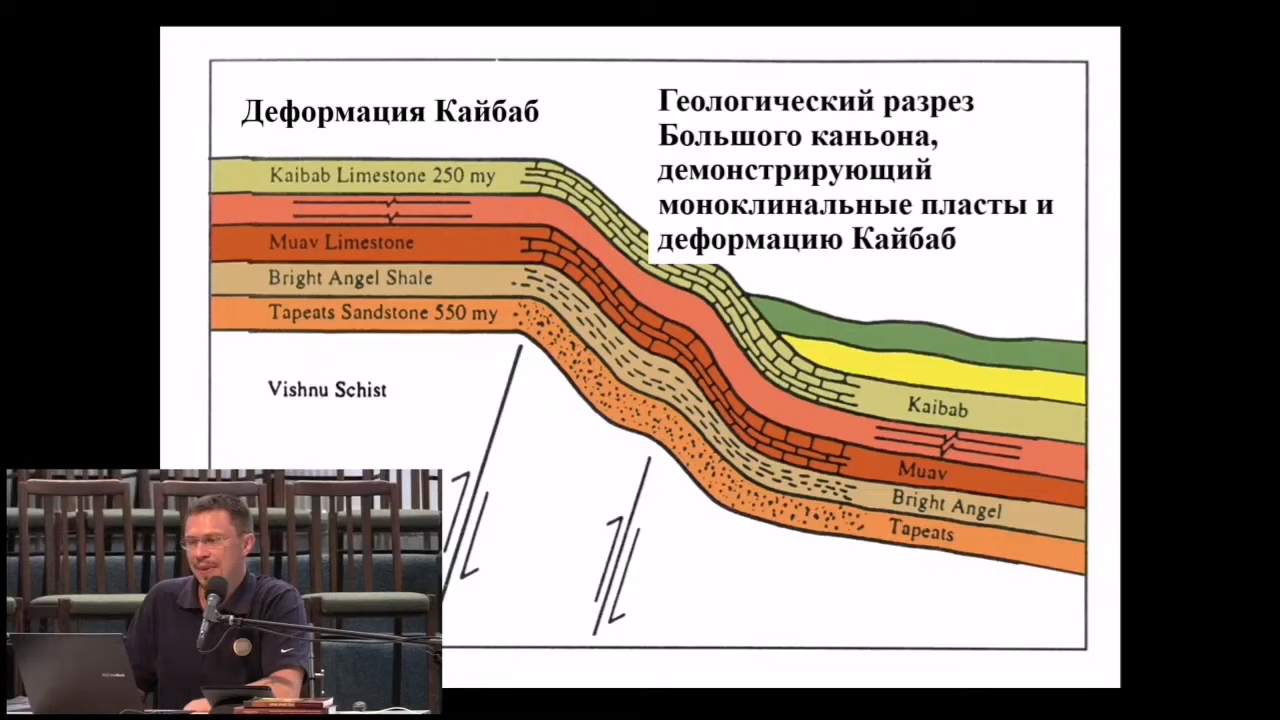 Деформация Кайбаб
Геологический разрез
Большого каньона,
демонстрирующий
моноклинальные пласты и
деформацию Кайбаб
Kaibab Limestone 250 my
Muav Limestone
Bright Angel Shale
Tapeats Sandstone 550 my
Vishnu Schist
Kaibab
Muav
Bright Angel
Tapeats